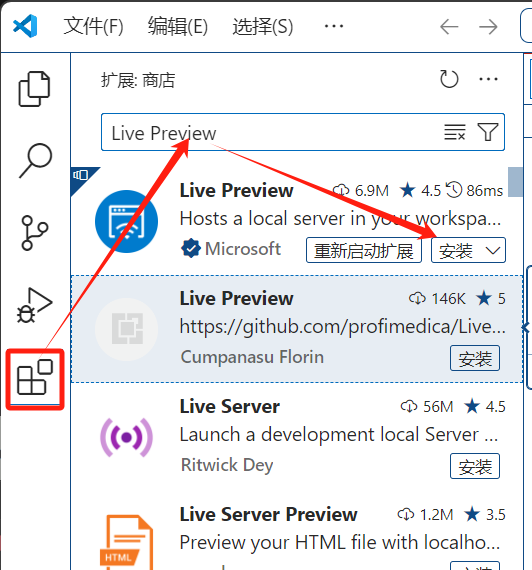 文件(F) 编辑(E) 选择(S) ···
扩展: 商店
Live Preview
Live Preview 6.9M 4.5 86ms
Hosts a local server in your workspa...
Microsoft 重新启动扩展 安装
Live Preview 146K 5
https://github.com/profimedica/Live...
Cumpanasu Florin 安装
Live Server 56M 4.5
Launch a development local Server ...
Ritwick Dey 安装
Live Server Preview 1.2M 3.5
HTML
Preview your HTML file with localho...